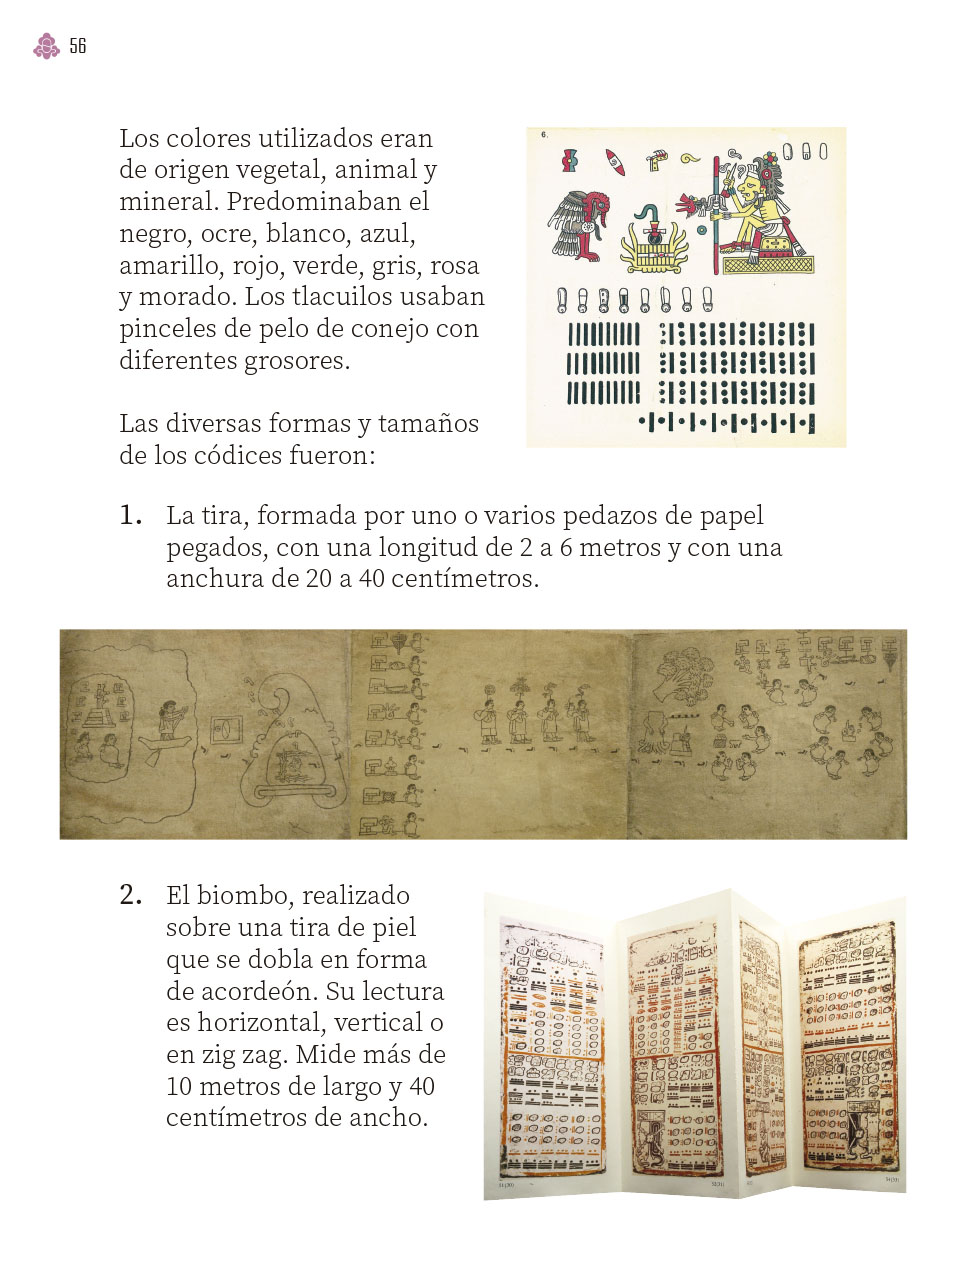 56
Los colores utilizados eran
de origen vegetal, animal y
mineral. Predominaban el
negro, ocre, blanco, azul,
amarillo, rojo, verde, gris, rosa
y morado. Los tlacuilos usaban
pinceles de pelo de conejo con
diferentes grosores.
6.
Las diversas formas y tamaños
de los códices fueron:
1. La tira, formada por uno o varios pedazos de papel
pegados, con una longitud de 2 a 6 metros y con una
anchura de 20 a 40 centímetros.
2. El biombo, realizado
sobre una tira de piel
que se dobla en forma
de acordeón. Su lectura
es horizontal, vertical o
en zig zag. Mide más de
10 metros de largo y 40
centímetros de ancho.